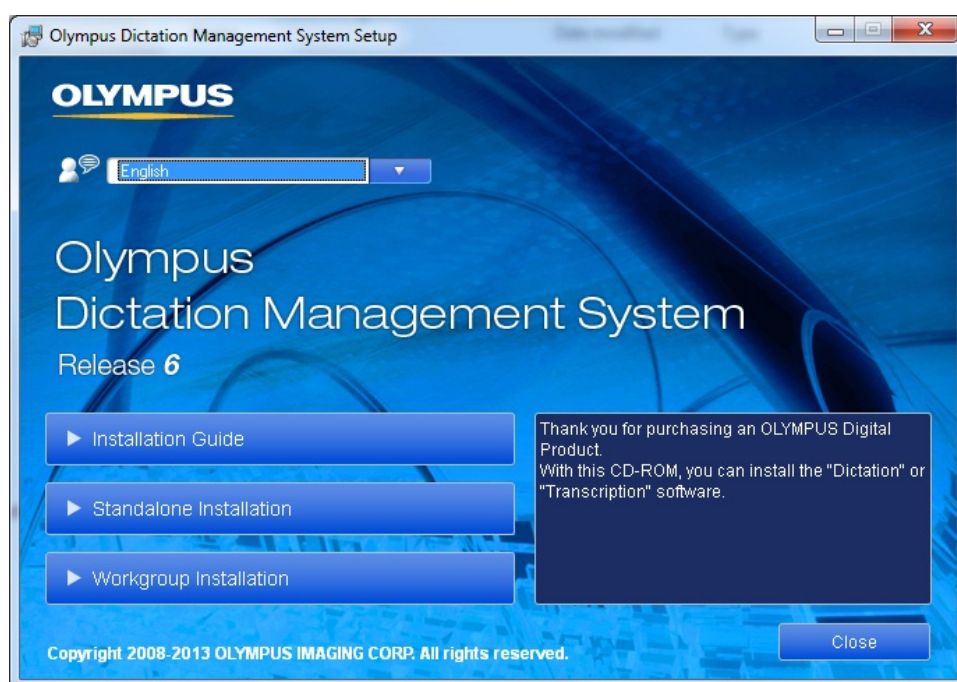 Olympus Dictation Management System Setup
OLYMPUS
English
Olympus
Dictation Management System
Release 6
Installation Guide
Standalone Installation
Workgroup Installation
Thank you for purchasing an OLYMPUS Digital
Product.
With this CD-ROM, you can install the "Dictation" or
"Transcription" software.
Close
Copyright 2008-2013 OLYMPUS IMAGING CORP. All rights reserved.